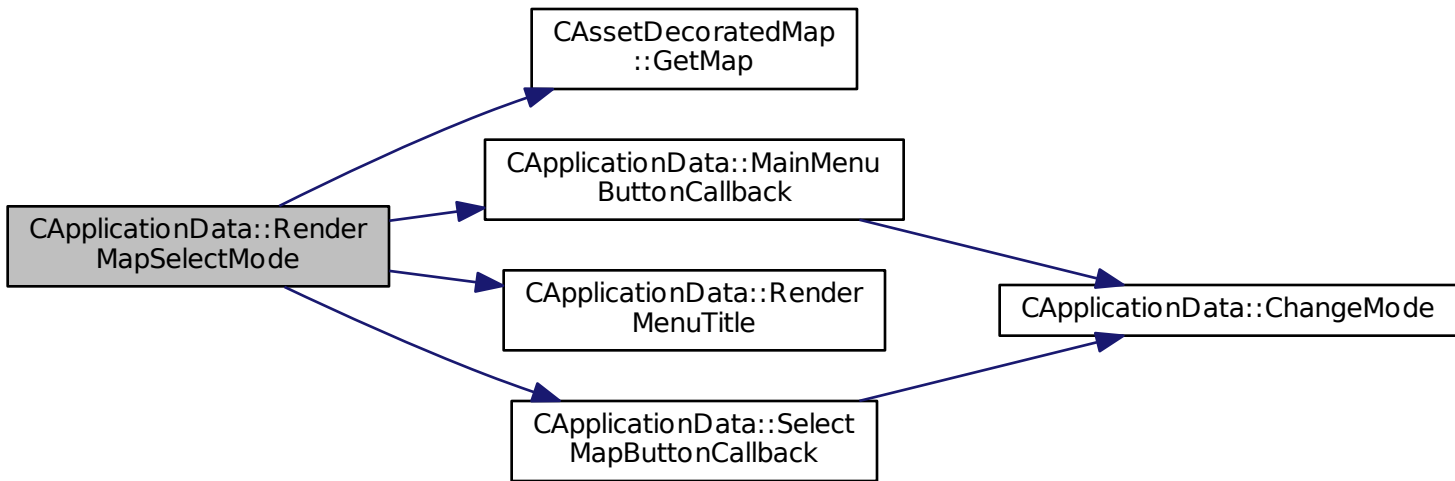 CAssetDecoratedMap
::GetMap
CApplicationData::MainMenu
ButtonCallback
CApplicationData::Render
MapSelectMode
CApplicationData::Render
MenuTitle
CApplicationData::ChangeMode
CApplicationData::Select
MapButtonCallback